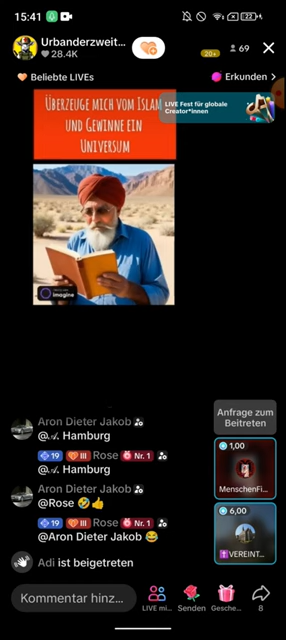 15:41
22
Urbanderzweit...
28.4K
20+
69
Beliebte LIVEs
Erkunden >
ÜBERZEUGE MICH VOM ISLAM
UND GEWINNE EIN
UNIVERSUM
LIVE Fest für globale
Creator*innen
Imagine
Aron Dieter Jakob
@𝒜. Hamburg
19 III Rose Nr. 1
@𝒜. Hamburg
Aron Dieter Jakob
@Rose 🤣👍
19 III Rose Nr. 1
@Aron Dieter Jakob 😂
Adi ist beigetreten
Anfrage zum
Beitreten
1,00
MenschenFi...
6,00
✝️VEREINT...
Kommentar hinz...
LIVE mi...
Senden
Gesche...
8